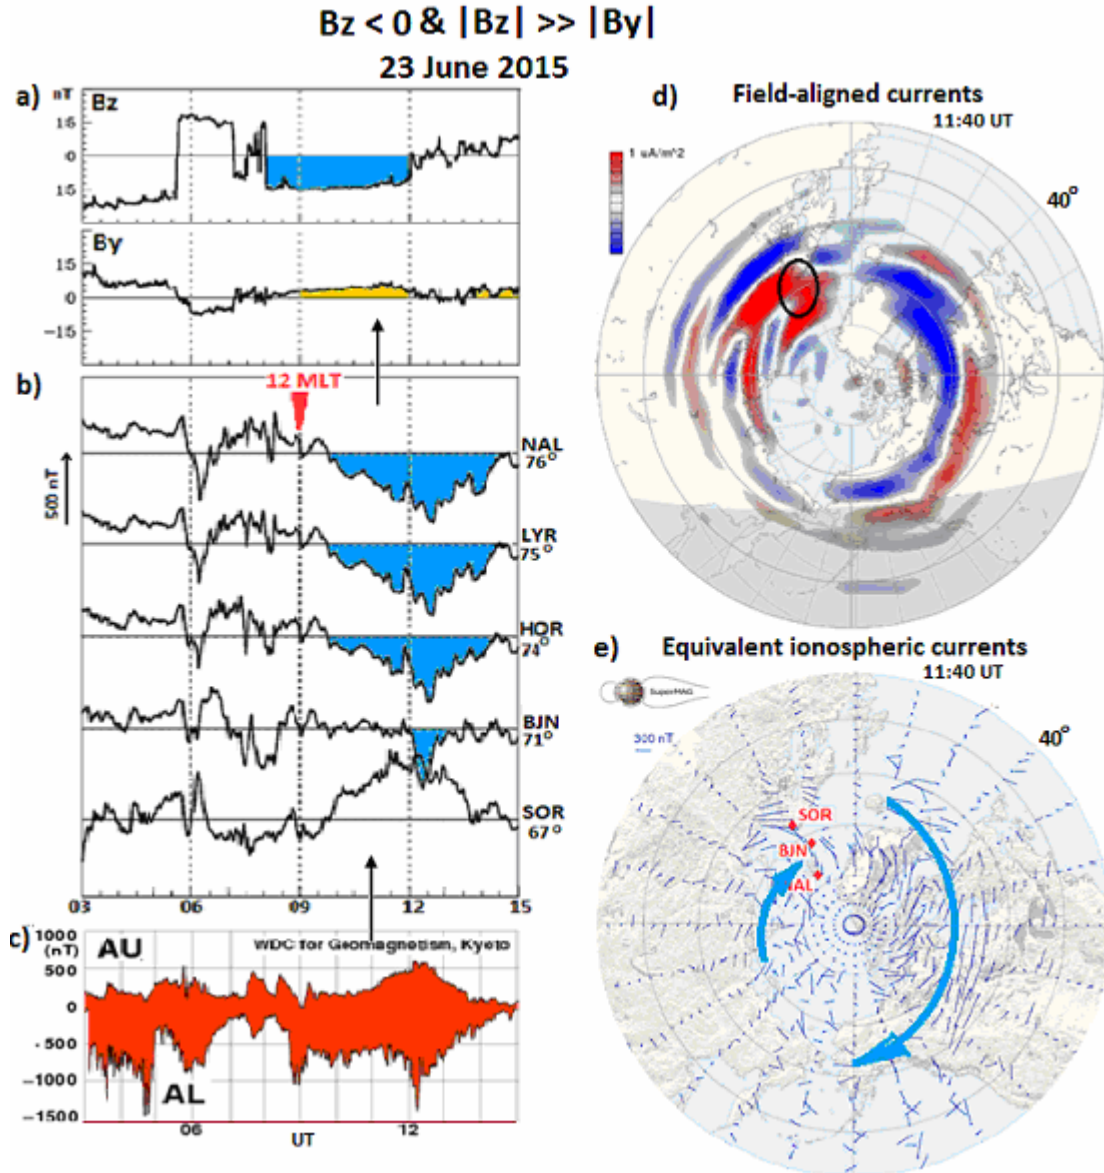 Bz < 0 & |Bz| >> |By|
23 June 2015
a)
nT
Bz
15
0
15
By
15
0
−15
b)
12 MLT
500 nT
NAL
76°
LYR
75°
HOR
74°
BJN
71°
SOR
67°
03
06
09
12
15
c)
1000
(nT)
500
0
-500
-1000
-1500
AU
WDC for Geomagnetism, Kyoto
AL
06
12
UT
d)
Field-aligned currents
11:40 UT
1 uA/m^2
40°
e)
Equivalent ionospheric currents
11:40 UT
SuperMAG
300 nT
40°
SOR
BJN
NAL